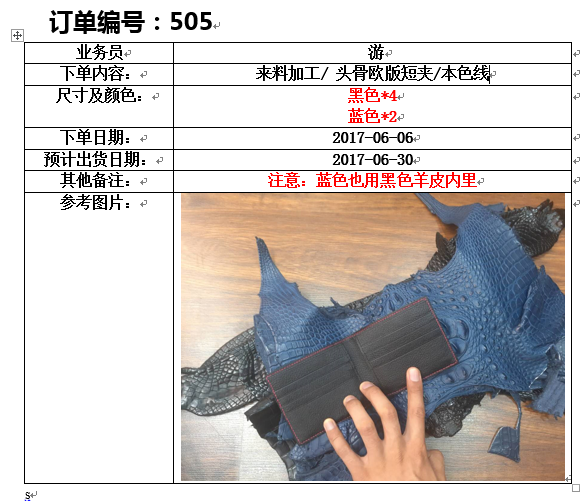 订单编号：505
业务员
游
下单内容：
来料加工/ 头骨欧版短夹/本色线
尺寸及颜色：
黑色*4
蓝色*2
下单日期：
2017-06-06
预计出货日期：
2017-06-30
其他备注：
注意：蓝色也用黑色羊皮内里
参考图片：
s